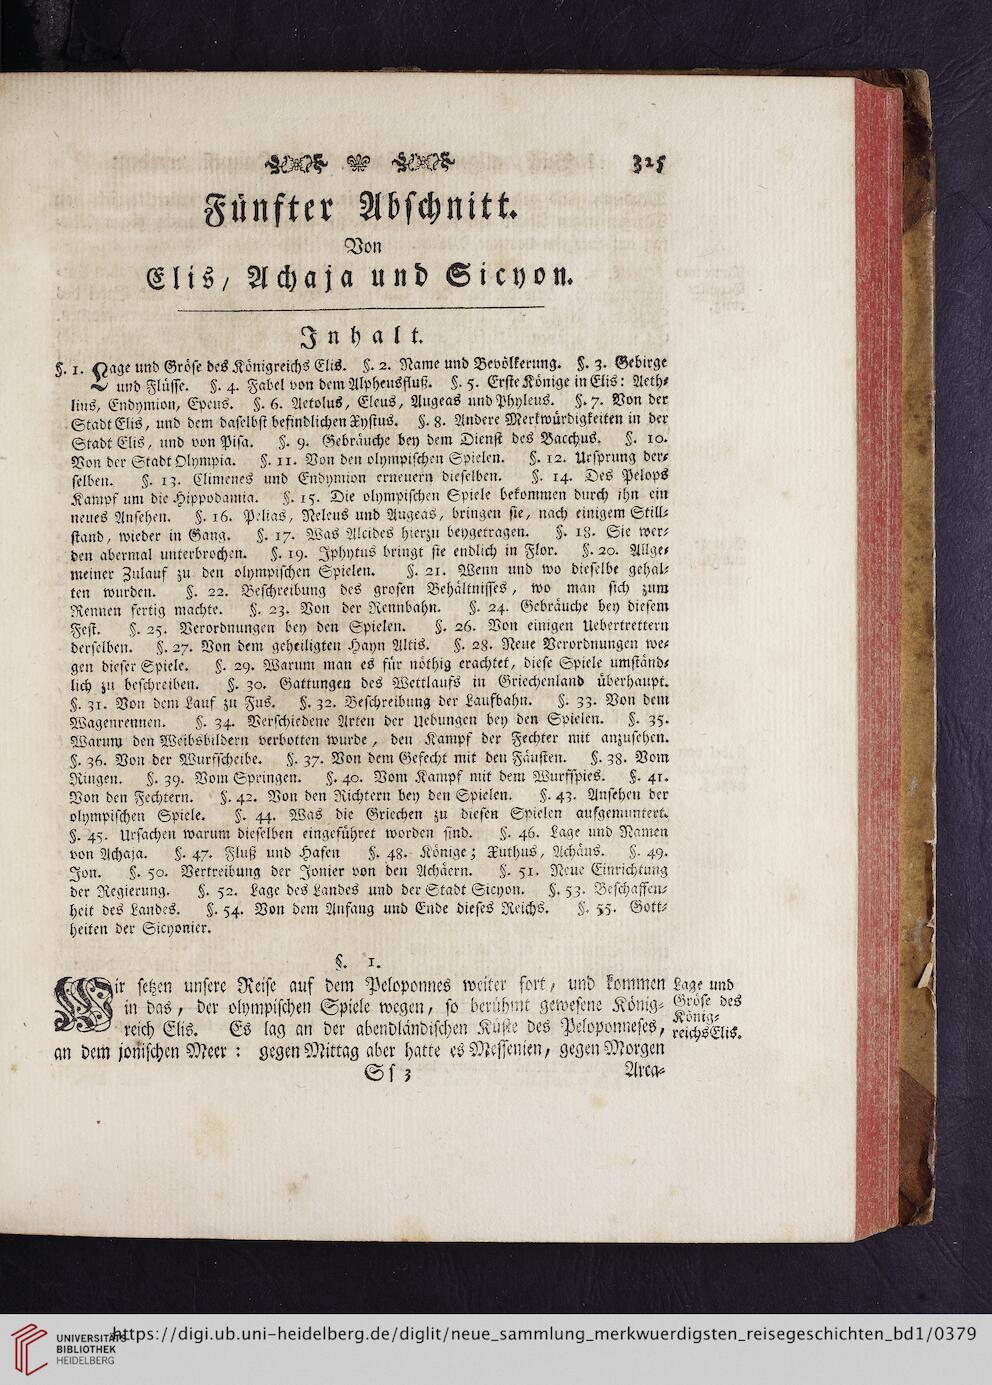 325
Fünfter Abschnitt.
Von
Elis, Achaja und Sicyon.
Inhalt.
§. 1. Lage und Gröse des Königreichs Elis. §. 2. Name und Bevölkerung. §. 3. Gebirge
und Flüsse. §. 4. Fabel von dem Alpheusfluß. §. 5. Erste Könige in Elis: Aeth-
lius, Endymion, Epeus. §. 6. Aetolus, Eleus, Augeas und Phyleus. §. 7. Von der
Stadt Elis, und dem daselbst befindlichen Xystus. §. 8. Andere Merkwürdigkeiten in der
Stadt Elis, und von Pisa. §. 9. Gebräuche bey dem Dienst des Bacchus. §. 10.
Von der Stadt Olympia. §. 11. Von den olympischen Spielen. §. 12. Ursprung der-
selben. §. 13. Climenes und Endymion erneuern dieselben. §. 14. Des Pelops
Kampf um die Hippodamia. §. 15. Die olympischen Spiele bekommen durch ihn ein
neues Ansehen. §. 16. Pelias, Neleus und Augeas, bringen sie, nach einigem Still-
stand, wieder in Gang. §. 17. Was Alcides hierzu beygetragen. §. 18. Sie wer-
den abermal unterbrochen. §. 19. Iphytus bringt sie endlich in Flor. §. 20. Allge-
meiner Zulauf zu den olympischen Spielen. §. 21. Wenn und wo dieselbe gehal-
ten wurden. §. 22. Beschreibung des grosen Behältnisses, wo man sich zum
Rennen fertig machte. §. 23. Von der Rennbahn. §. 24. Gebräuche bey diesem
Fest. §. 25. Verordnungen bey den Spielen. §. 26. Von einigen Uebertrettern
derselben. §. 27. Von dem geheiligten Hayn Altis. §. 28. Neue Verordnungen we-
gen dieser Spiele. §. 29. Warum man es für nöthig erachtet, diese Spiele umständ-
lich zu beschreiben. §. 30. Gattungen des Wettlaufs in Griechenland überhaupt.
§. 31. Von dem Lauf zu Fus. §. 32. Beschreibung der Laufbahn. §. 33. Von dem
Wagenrennen. §. 34. Verschiedene Arten der Uebungen bey den Spielen. §. 35.
Warum den Weibsbildern verbotten wurde, den Kampf der Fechter mit anzusehen.
§. 36. Von der Wurfscheibe. §. 37. Von dem Gefecht mit den Fäusten. §. 38. Vom
Ringen. §. 39. Vom Springen. §. 40. Vom Kampf mit dem Wurfspies. §. 41.
Von den Fechtern. §. 42. Von den Richtern bey den Spielen. §. 43. Ansehen der
olympischen Spiele. §. 44. Was die Griechen zu diesen Spielen aufgemuntert.
§. 45. Ursachen warum dieselben eingeführet worden sind. §. 46. Lage und Namen
von Achaja. §. 47. Fluß und Hafen §. 48. Könige; Xuthus, Achäus. §. 49.
Jon. §. 50. Vertreibung der Jonier von den Achäern. §. 51. Neue Einrichtung
der Regierung. §. 52. Lage des Landes und der Stadt Sicyon. §. 53. Beschaffen-
heit des Landes. §. 54. Von dem Anfang und Ende dieses Reichs. §. 55. Gott-
heiten der Sicyonier.
§. 1.
Wir setzen unsere Reise auf dem Peloponnes weiter fort, und kommen
in das, der olympischen Spiele wegen, so berühmt gewesene König-
reich Elis. Es lag an der abendländischen Küste des Peloponneses,
an dem jonischen Meer: gegen Mittag aber hatte es Messenien, gegen Morgen
Lage und
Gröse des
König-
reichs Elis.
Ss 3
Arca-
UNIVERSITÄTS-
BIBLIOTHEK
HEIDELBERG
https://digi.ub.uni-heidelberg.de/diglit/neue_sammlung_merkwuerdigsten_reisegeschichten_bd1/0379